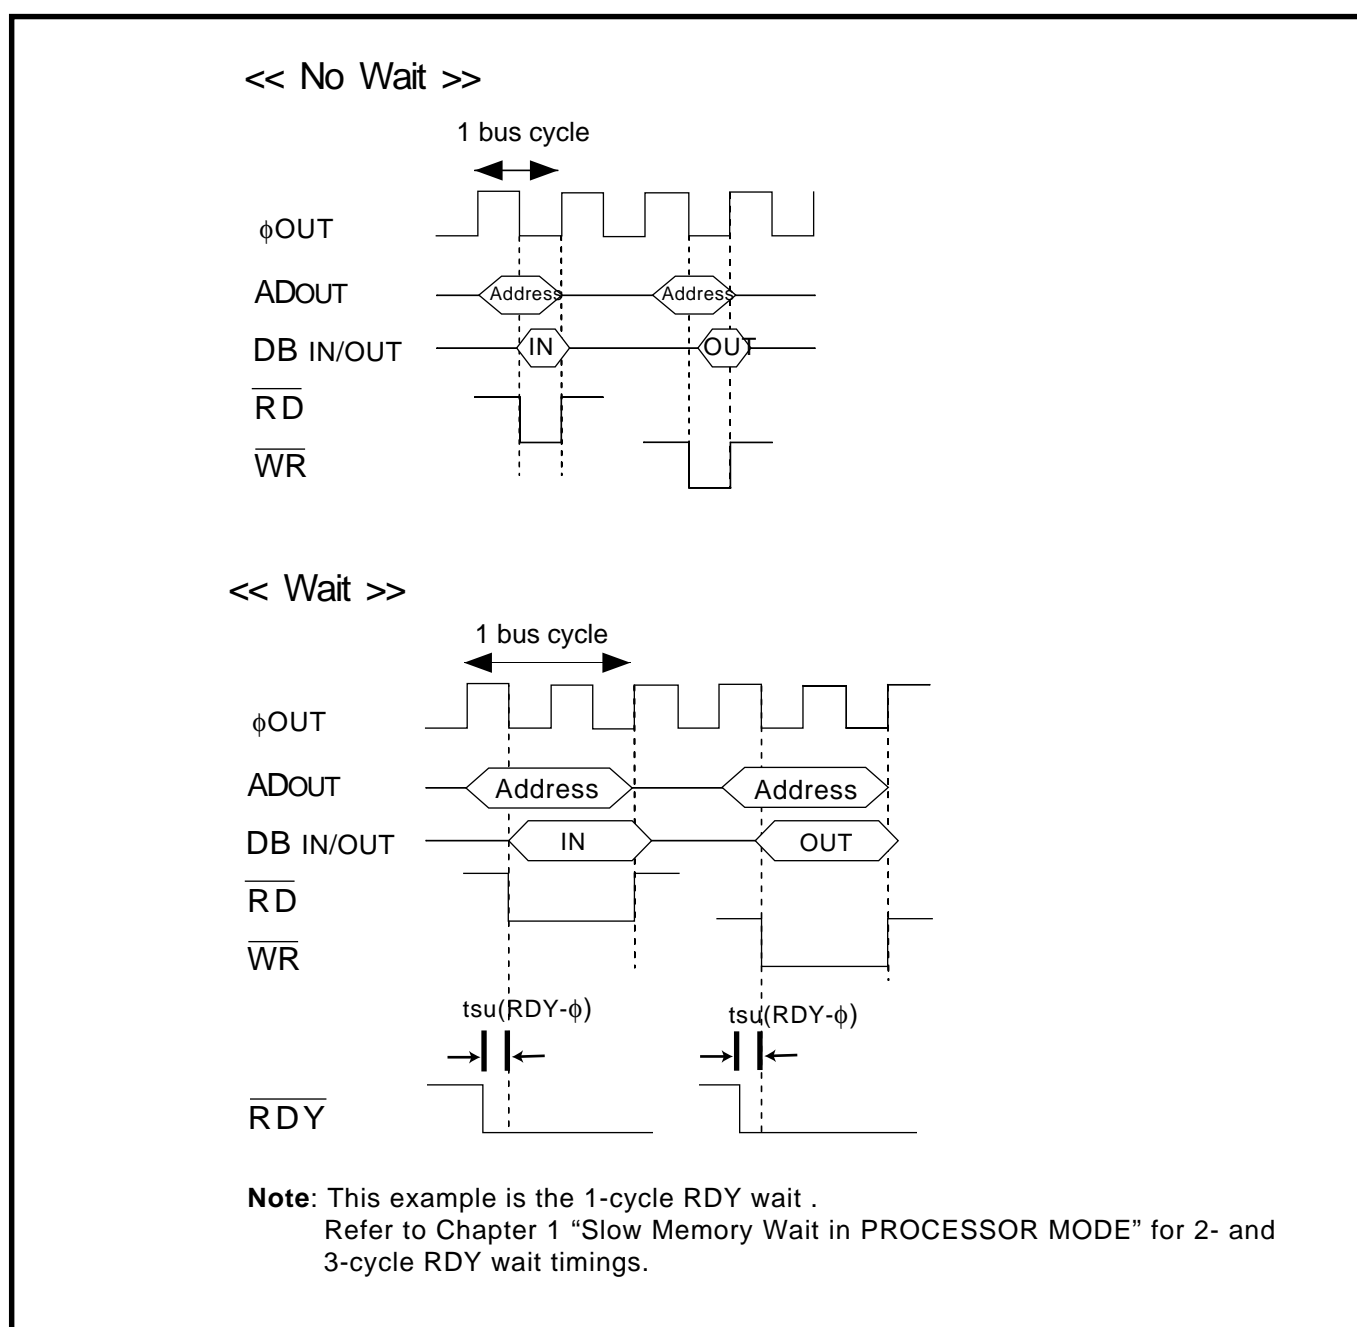 << No Wait >>
1 bus cycle
ϕOUT
ADOUT
Address
Address
DB IN/OUT
IN
OUT
RD
WR
<< Wait >>
1 bus cycle
ϕOUT
ADOUT
Address
Address
DB IN/OUT
IN
OUT
RD
WR
tsu(RDY-ϕ)
tsu(RDY-ϕ)
RDY
Note: This example is the 1-cycle RDY wait .
Refer to Chapter 1 “Slow Memory Wait in PROCESSOR MODE” for 2- and
3-cycle RDY wait timings.